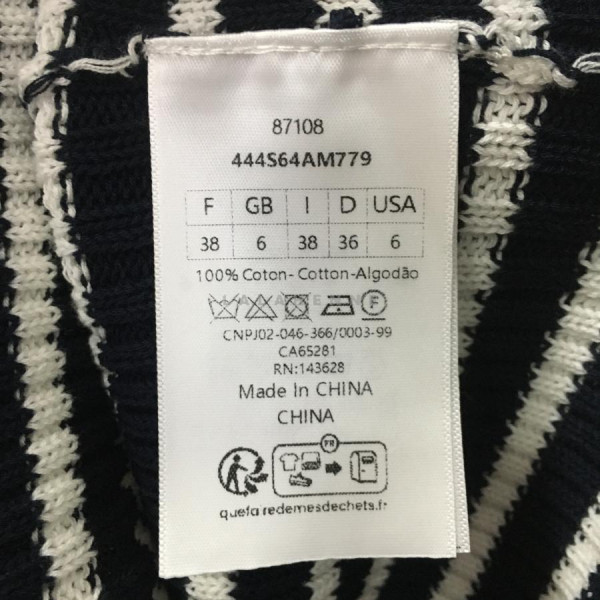 87108
444S64AM779
F GB I D USA
38 6 38 36 6
100% Coton- Cotton-Algodão
F
CNPJ02-046-366/0003-99
CA65281
RN:143628
Made In CHINA
CHINA
FR
quefairedemesdechets.fr